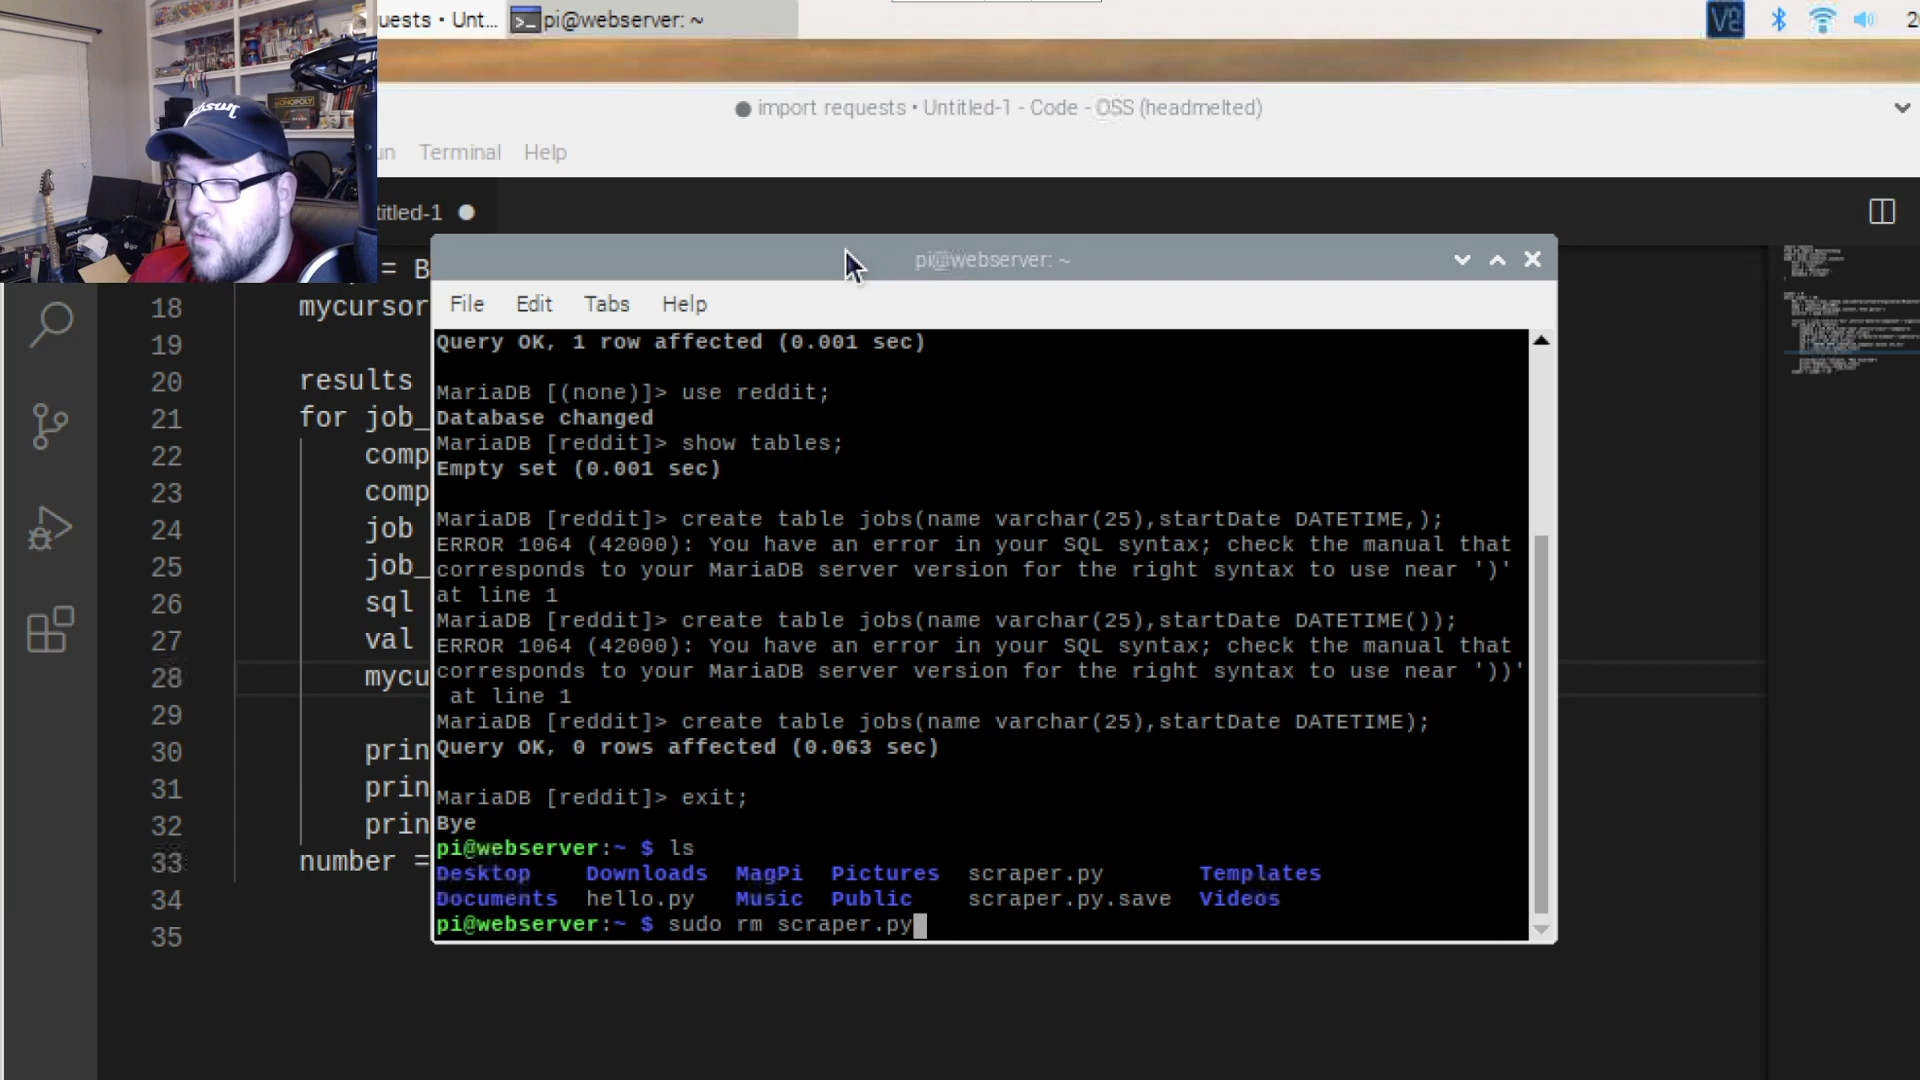 uests • Unt...
pi@webserver: ~
V2
2
import requests • Untitled-1 - Code - OSS (headmelted)
un Terminal Help
titled-1
MONOPOLY
pi@webserver: ~
File Edit Tabs Help
= B
18 mycursor
19
20 results
21 for job_
22 comp
23 comp
24 job
25 job_
26 sql
27 val
28 mycu
29
30 prin
31 prin
32 prin
33 number =
34
35
Query OK, 1 row affected (0.001 sec)
MariaDB [(none)]> use reddit;
Database changed
MariaDB [reddit]> show tables;
Empty set (0.001 sec)
MariaDB [reddit]> create table jobs(name varchar(25),startDate DATETIME,);
ERROR 1064 (42000): You have an error in your SQL syntax; check the manual that
corresponds to your MariaDB server version for the right syntax to use near ')'
at line 1
MariaDB [reddit]> create table jobs(name varchar(25),startDate DATETIME());
ERROR 1064 (42000): You have an error in your SQL syntax; check the manual that
corresponds to your MariaDB server version for the right syntax to use near '))'
at line 1
MariaDB [reddit]> create table jobs(name varchar(25),startDate DATETIME);
Query OK, 0 rows affected (0.063 sec)
MariaDB [reddit]> exit;
Bye
pi@webserver:~ $ ls
Desktop Downloads MagPi Pictures scraper.py Templates
Documents hello.py Music Public scraper.py.save Videos
pi@webserver:~ $ sudo rm scraper.py